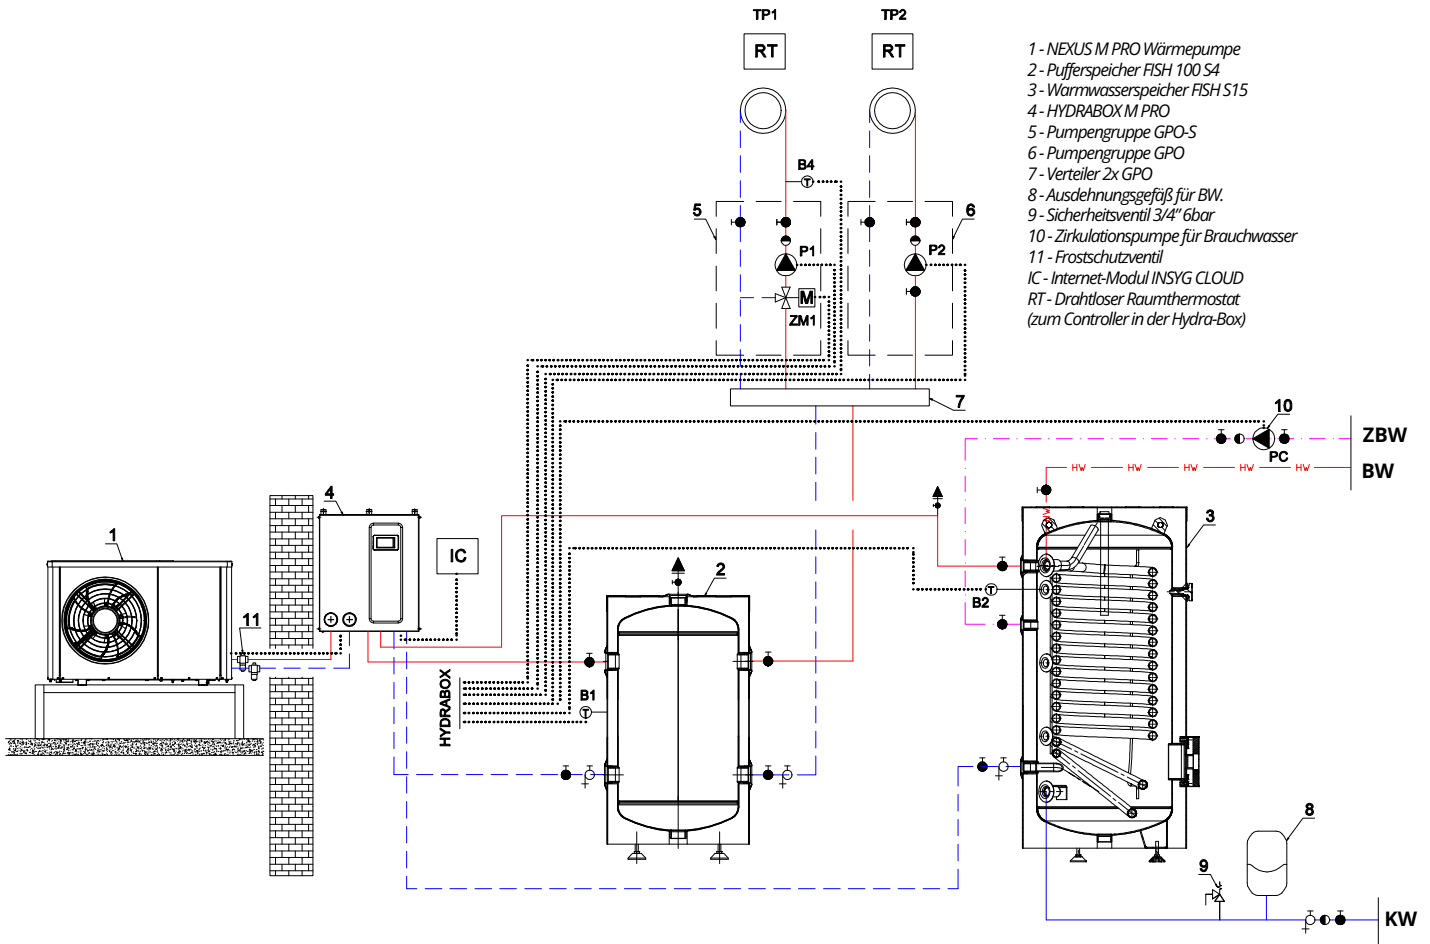 TP1
TP2
RT
RT
1 - NEXUS M PRO Wärmepumpe
2 - Pufferspeicher FISH 100 S4
3 - Warmwasserspeicher FISH S15
4 - HYDRABOX M PRO
5 - Pumpengruppe GPO-S
6 - Pumpengruppe GPO
7 - Verteiler 2x GPO
8 - Ausdehnungsgefäß für BW.
9 - Sicherheitsventil 3/4" 6bar
10 - Zirkulationspumpe für Brauchwasser
11 - Frostschutzventil
IC - Internet-Modul INSYG CLOUD
RT - Drahtloser Raumthermostat
(zum Controller in der Hydra-Box)
B4
T
5
6
P1
P2
M
ZM1
7
10
ZBW
PC
BW
HW HW HW HW HW
HW
4
3
1
IC
2
T
B2
11
B1
T
HYDRABOX
8
9
KW